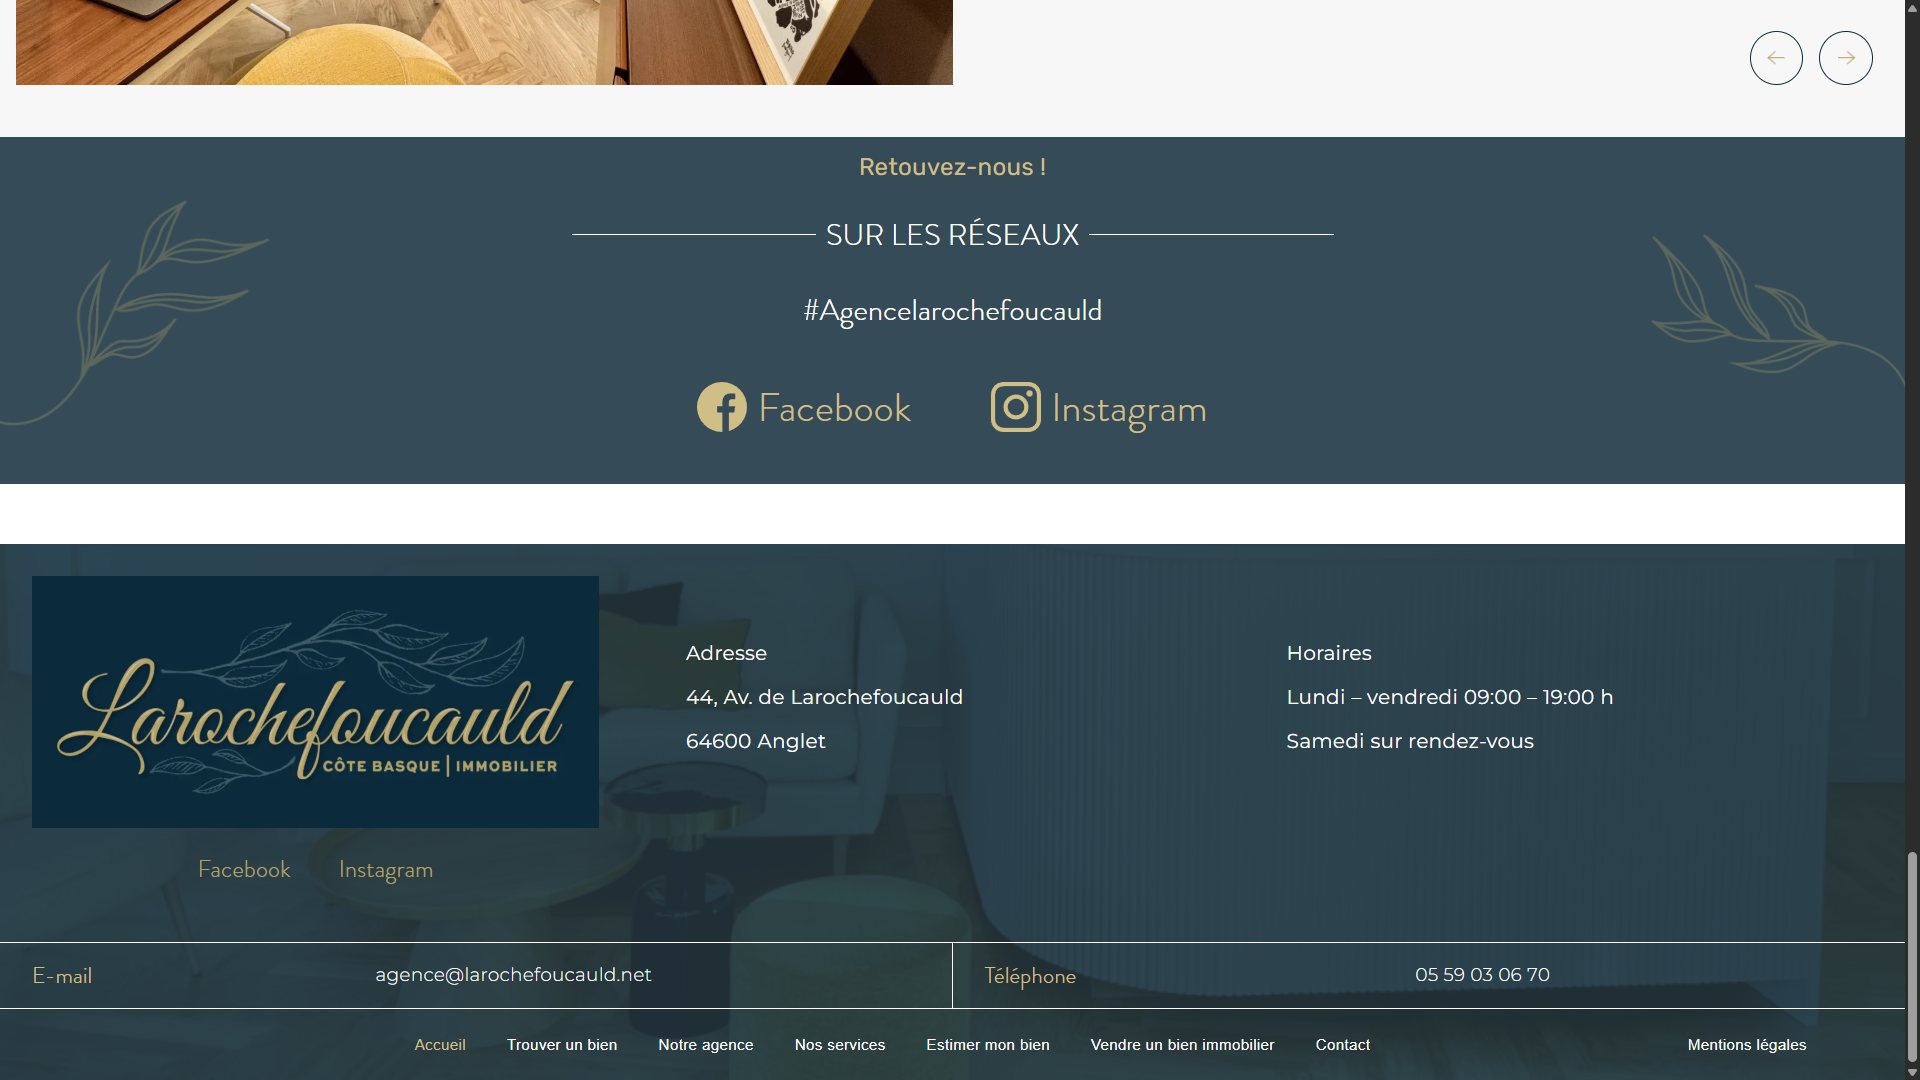 Retouvez-nous !
SUR LES RÉSEAUX
#Agencelarochefoucauld
Facebook
Instagram
Larochefoucauld
CÔTE BASQUE | IMMOBILIER
Adresse
44, Av. de Larochefoucauld
64600 Anglet
Horaires
Lundi – vendredi 09:00 – 19:00 h
Samedi sur rendez-vous
Facebook
Instagram
E-mail
agence@larochefoucauld.net
Téléphone
05 59 03 06 70
Accueil
Trouver un bien
Notre agence
Nos services
Estimer mon bien
Vendre un bien immobilier
Contact
Mentions légales